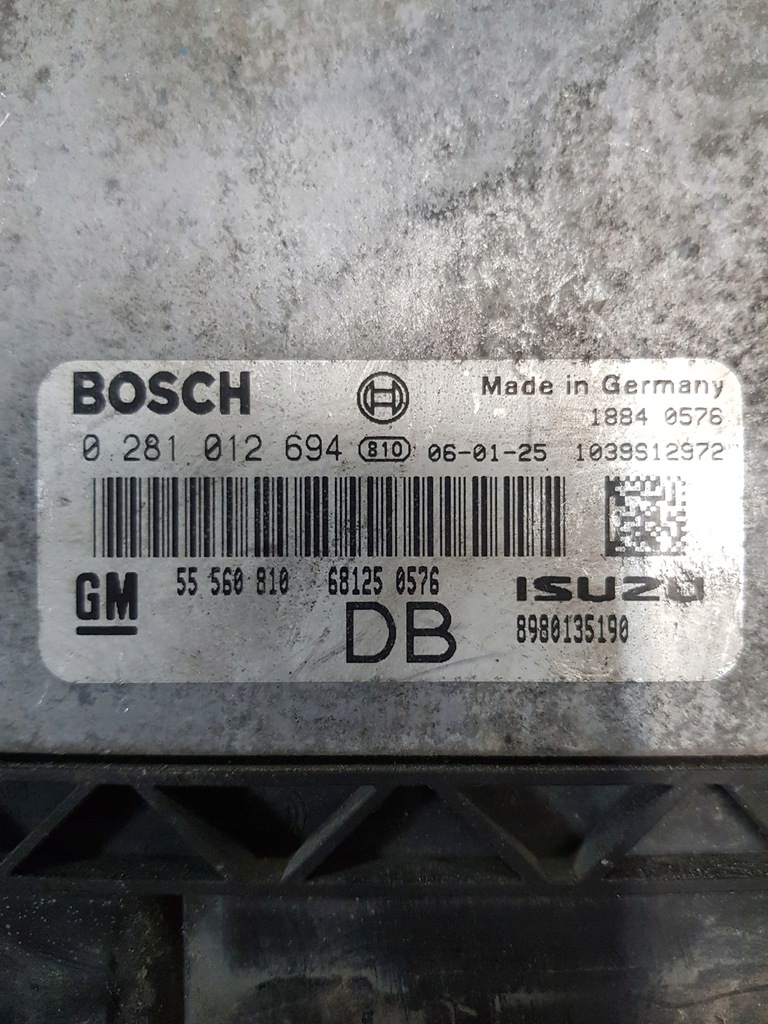 BOSCH Made in Germany
1884 0576
0 281 012 694 810 06-01-25 1039S12972
GM 55 560 810 68125 0576 ISUZU
DB 8980135190